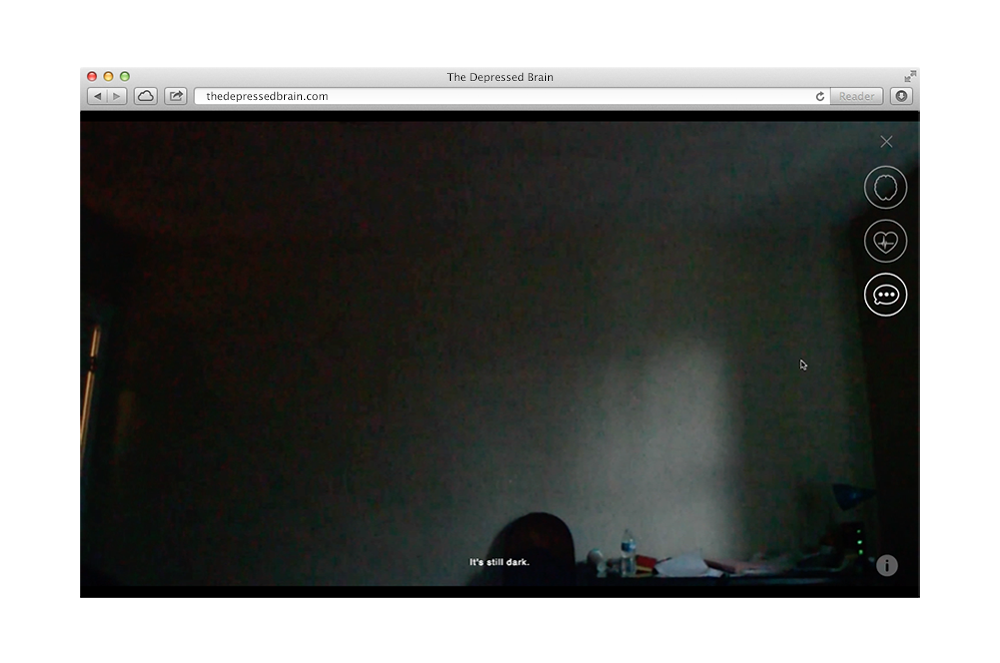 The Depressed Brain
thedepressedbrain.com
Reader
It's still dark.
i